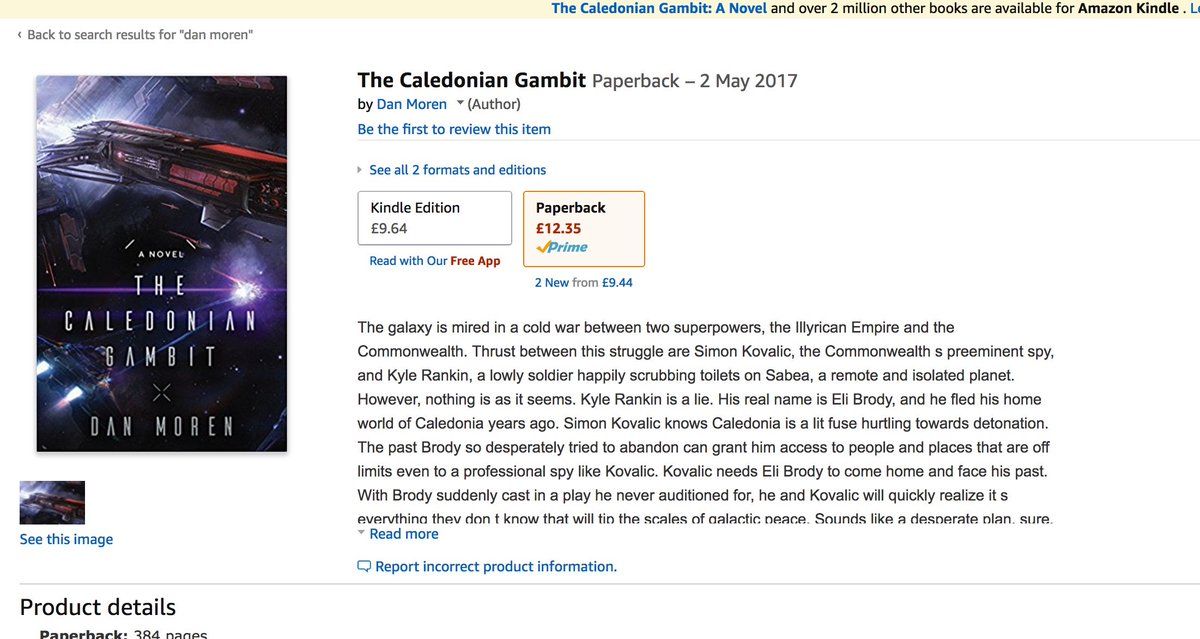 The Caledonian Gambit: A Novel and over 2 million other books are available for Amazon Kindle .
‹ Back to search results for "dan moren"
A NOVEL
THE
CALEDONIAN
GAMBIT
DAN MOREN
See this image
The Caledonian Gambit Paperback – 2 May 2017
by Dan Moren (Author)
Be the first to review this item
See all 2 formats and editions
Kindle Edition
£9.64
Read with Our Free App
Paperback
£12.35
Prime
2 New from £9.44
The galaxy is mired in a cold war between two superpowers, the Illyrican Empire and the
Commonwealth. Thrust between this struggle are Simon Kovalic, the Commonwealth s preeminent spy,
and Kyle Rankin, a lowly soldier happily scrubbing toilets on Sabea, a remote and isolated planet.
However, nothing is as it seems. Kyle Rankin is a lie. His real name is Eli Brody, and he fled his home
world of Caledonia years ago. Simon Kovalic knows Caledonia is a lit fuse hurtling towards detonation.
The past Brody so desperately tried to abandon can grant him access to people and places that are off
limits even to a professional spy like Kovalic. Kovalic needs Eli Brody to come home and face his past.
With Brody suddenly cast in a play he never auditioned for, he and Kovalic will quickly realize it s
everything they don t know that will tip the scales of galactic peace. Sounds like a desperate plan, sure,
Read more
Report incorrect product information.
Product details
Paperback: 384 pages